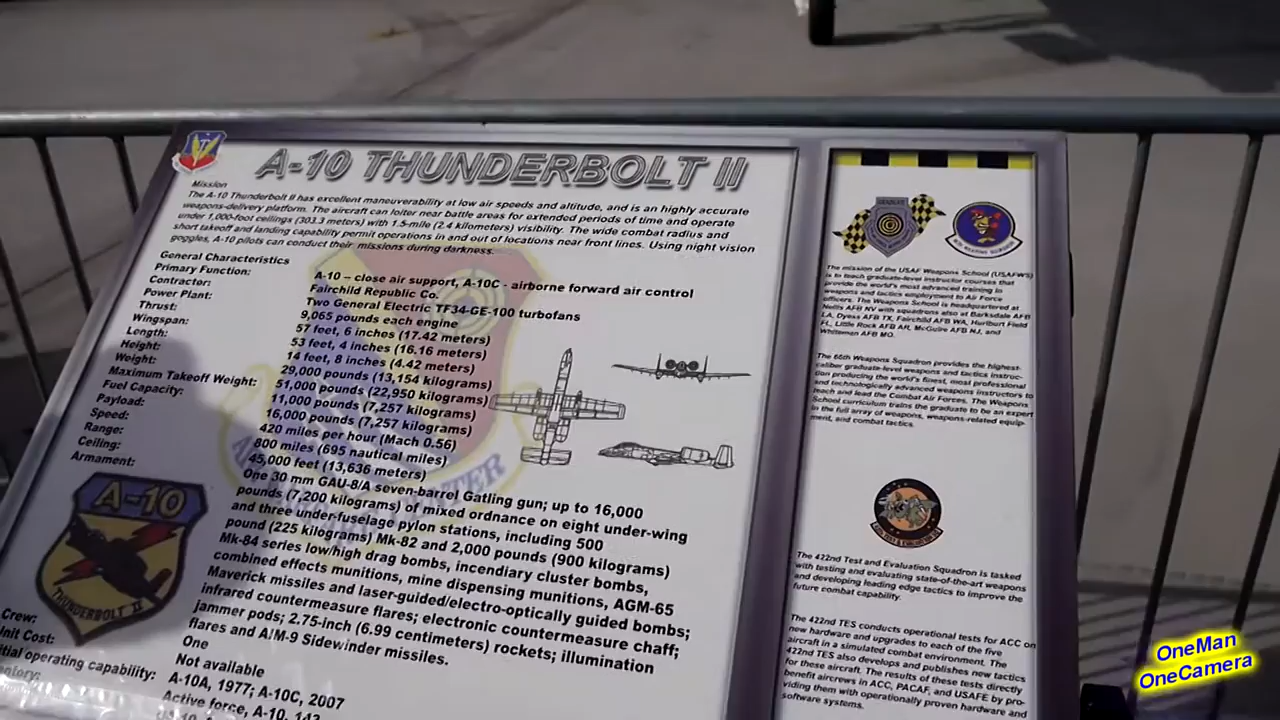 A-10 THUNDERBOLT II
Mission
The A-10 Thunderbolt II has excellent maneuverability at low air speeds and altitude, and is an highly accurate
weapons-delivery platform. The aircraft can loiter near battle areas for extended periods of time and operate
under 1,000-foot ceilings (303.3 meters) with 1.5-mile (2.4 kilometers) visibility. The wide combat radius and
short takeoff and landing capability permit operations in and out of locations near front lines. Using night vision
goggles, A-10 pilots can conduct their missions during darkness.
General Characteristics
Primary Function: A-10 – close air support, A-10C - airborne forward air control
Contractor: Fairchild Republic Co.
Power Plant: Two General Electric TF34-GE-100 turbofans
Thrust: 9,065 pounds each engine
Wingspan: 57 feet, 6 inches (17.42 meters)
Length: 53 feet, 4 inches (16.16 meters)
Height: 14 feet, 8 inches (4.42 meters)
Weight: 29,000 pounds (13,154 kilograms)
Maximum Takeoff Weight: 51,000 pounds (22,950 kilograms)
Fuel Capacity: 11,000 pounds (7,257 kilograms)
Payload: 16,000 pounds (7,257 kilograms)
Speed: 420 miles per hour (Mach 0.56)
Range: 800 miles (695 nautical miles)
Ceiling: 45,000 feet (13,636 meters)
Armament: One 30 mm GAU-8/A seven-barrel Gatling gun; up to 16,000
pounds (7,200 kilograms) of mixed ordnance on eight under-wing
and three under-fuselage pylon stations, including 500
pound (225 kilograms) Mk-82 and 2,000 pounds (900 kilograms)
Mk-84 series low/high drag bombs, incendiary cluster bombs,
combined effects munitions, mine dispensing munitions, AGM-65
Maverick missiles and laser-guided/electro-optically guided bombs;
infrared countermeasure flares; electronic countermeasure chaff;
jammer pods; 2.75-inch (6.99 centimeters) rockets; illumination
flares and AIM-9 Sidewinder missiles.
Crew: One
Unit Cost: Not available
Initial operating capability: A-10A, 1977; A-10C, 2007
Active force, A-10, 143
A-10
THUNDERBOLT II
The mission of the USAF Weapons School (USAFWS)
is to teach graduate-level instructor courses that
provide the world's most advanced training in
weapons and tactics employment to Air Force
officers. The Weapons School is headquartered at
Nellis AFB NV with squadrons also at Barksdale AFB
LA, Dyess AFB TX, Fairchild AFB WA, Hurlburt Field
FL, Little Rock AFB AR, McGuire AFB NJ, and
Whiteman AFB MO.
The 66th Weapons Squadron provides the highest-
caliber graduate-level weapons and tactics instruc-
tion producing the world's finest, most professional
and technologically advanced weapons instructors to
teach and lead the Combat Air Forces. The Weapons
School curriculum trains the graduate to be an expert
in the full array of weapons, weapons-related equip-
ment, and combat tactics.
The 422nd Test and Evaluation Squadron is tasked
with testing and evaluating state-of-the-art weapons
and developing leading edge tactics to improve the
future combat capability.
The 422nd TES conducts operational tests for ACC on
new hardware and upgrades to each of the five
aircraft in a simulated combat environment. The
422nd TES also develops and publishes new tactics
for these aircraft. The results of these tests directly
benefit aircrews in ACC, PACAF, and USAFE by pro-
viding them with operationally proven hardware and
software systems.
OneMan
OneCamera